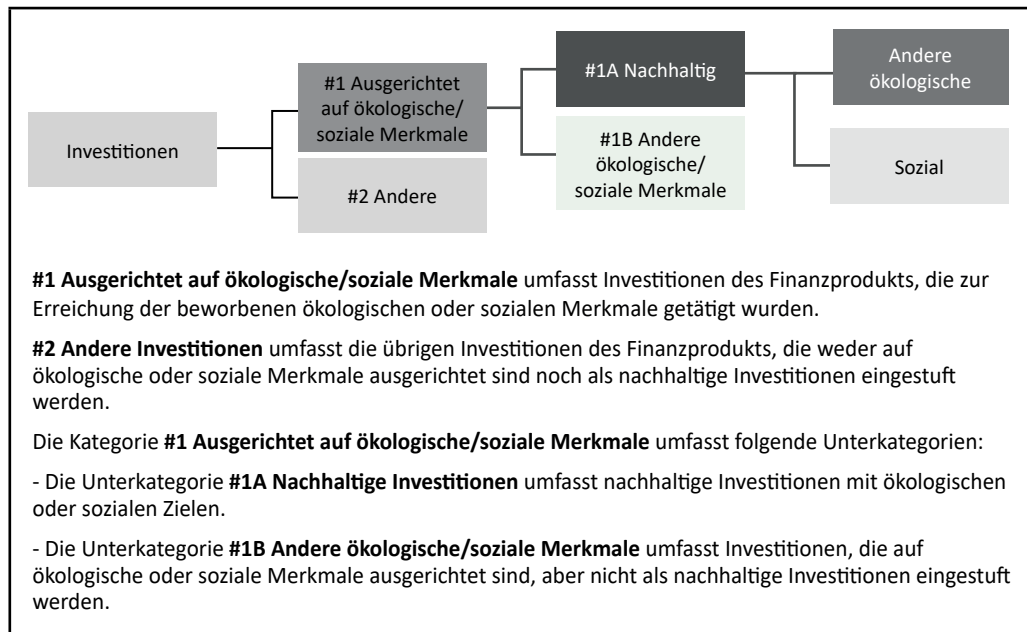 Investitionen
#1 Ausgerichtet
auf ökologische/
soziale Merkmale
#2 Andere
#1A Nachhaltig
#1B Andere
ökologische/
soziale Merkmale
Andere
ökologische
Sozial
#1 Ausgerichtet auf ökologische/soziale Merkmale umfasst Investitionen des Finanzprodukts, die zur
Erreichung der beworbenen ökologischen oder sozialen Merkmale getätigt wurden.
#2 Andere Investitionen umfasst die übrigen Investitionen des Finanzprodukts, die weder auf
ökologische oder soziale Merkmale ausgerichtet sind noch als nachhaltige Investitionen eingestuft
werden.
Die Kategorie #1 Ausgerichtet auf ökologische/soziale Merkmale umfasst folgende Unterkategorien:
- Die Unterkategorie #1A Nachhaltige Investitionen umfasst nachhaltige Investitionen mit ökologischen
oder sozialen Zielen.
- Die Unterkategorie #1B Andere ökologische/soziale Merkmale umfasst Investitionen, die auf
ökologische oder soziale Merkmale ausgerichtet sind, aber nicht als nachhaltige Investitionen eingestuft
werden.